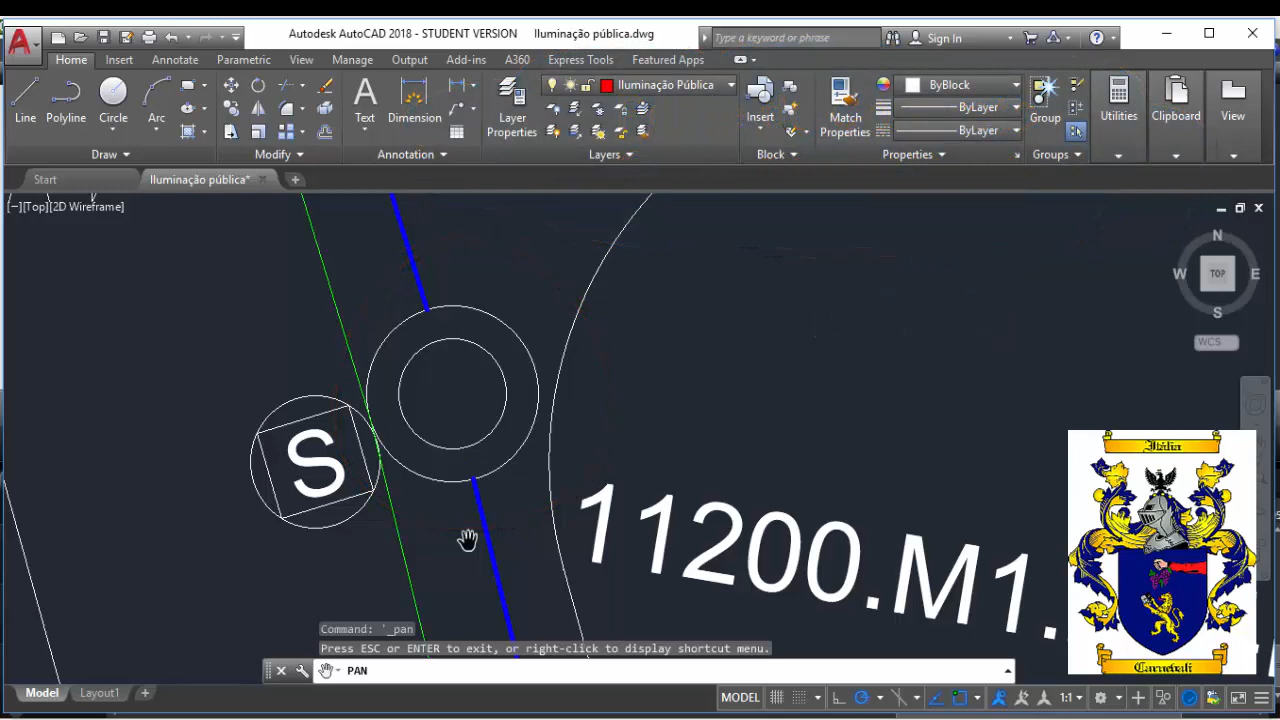 Autodesk AutoCAD 2018 - STUDENT VERSION Iluminação pública.dwg
Type a keyword or phrase
Sign In
Home Insert Annotate Parametric View Manage Output Add-ins A360 Express Tools Featured Apps
Line Polyline Circle Arc
Text Dimension
Layer Properties
Iluminação Pública
Insert
Match Properties
ByBlock
ByLayer
ByLayer
Group
Utilities Clipboard View
Draw Modify Annotation Layers Block Properties Groups
Start Iluminação pública*
[−][Top][2D Wireframe]
N
W TOP E
S
WCS
S
11200.M1.
Itália
Carnebali
Command: '_pan
Press ESC or ENTER to exit, or right-click to display shortcut menu.
PAN
Model Layout1
MODEL
1:1